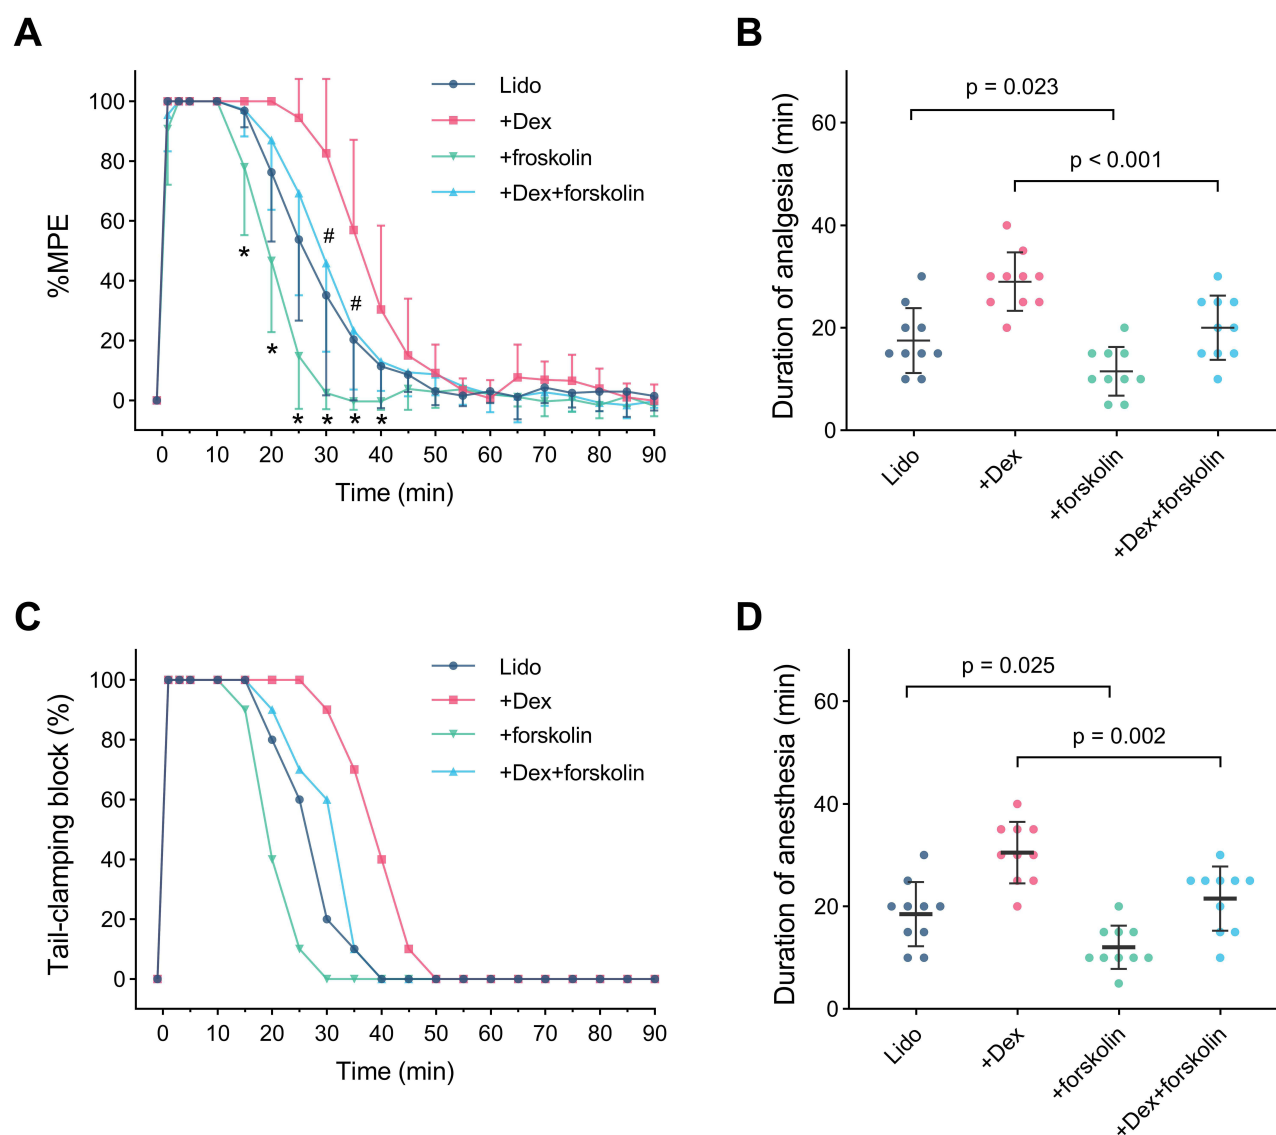 A
%MPE
100
80
60
40
20
0
0 10 20 30 40 50 60 70 80 90
Time (min)
Lido
+Dex
+froskolin
+Dex+forskolin
*
*
* * * *
#
#
B
Duration of analgesia (min)
60
40
20
0
p = 0.023
p < 0.001
Lido
+Dex
+forskolin
+Dex+forskolin
C
Tail-clamping block (%)
100
80
60
40
20
0
0 10 20 30 40 50 60 70 80 90
Time (min)
Lido
+Dex
+forskolin
+Dex+forskolin
D
Duration of anesthesia (min)
60
40
20
0
p = 0.025
p = 0.002
Lido
+Dex
+forskolin
+Dex+forskolin